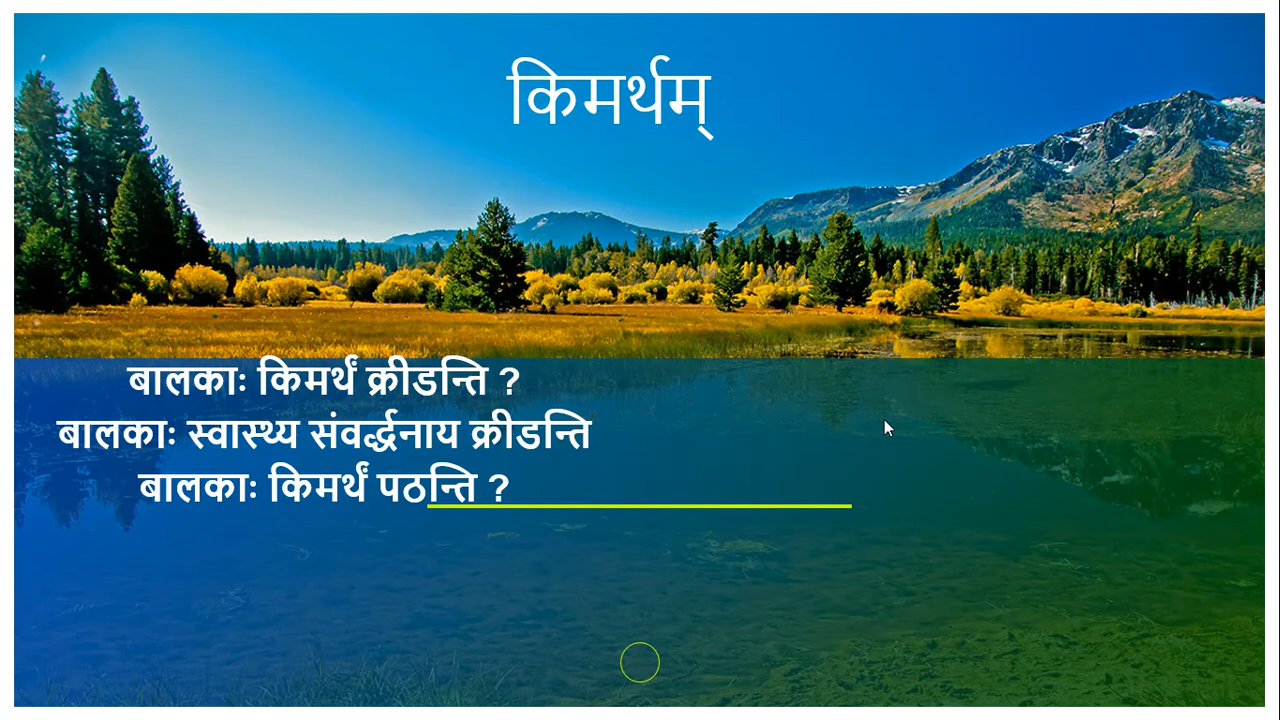 किमर्थम्
बालकाः किमर्थं क्रीडन्ति ?
बालकाः स्वास्थ्य संवर्द्धनाय क्रीडन्ति
बालकाः किमर्थं पठन्ति ?